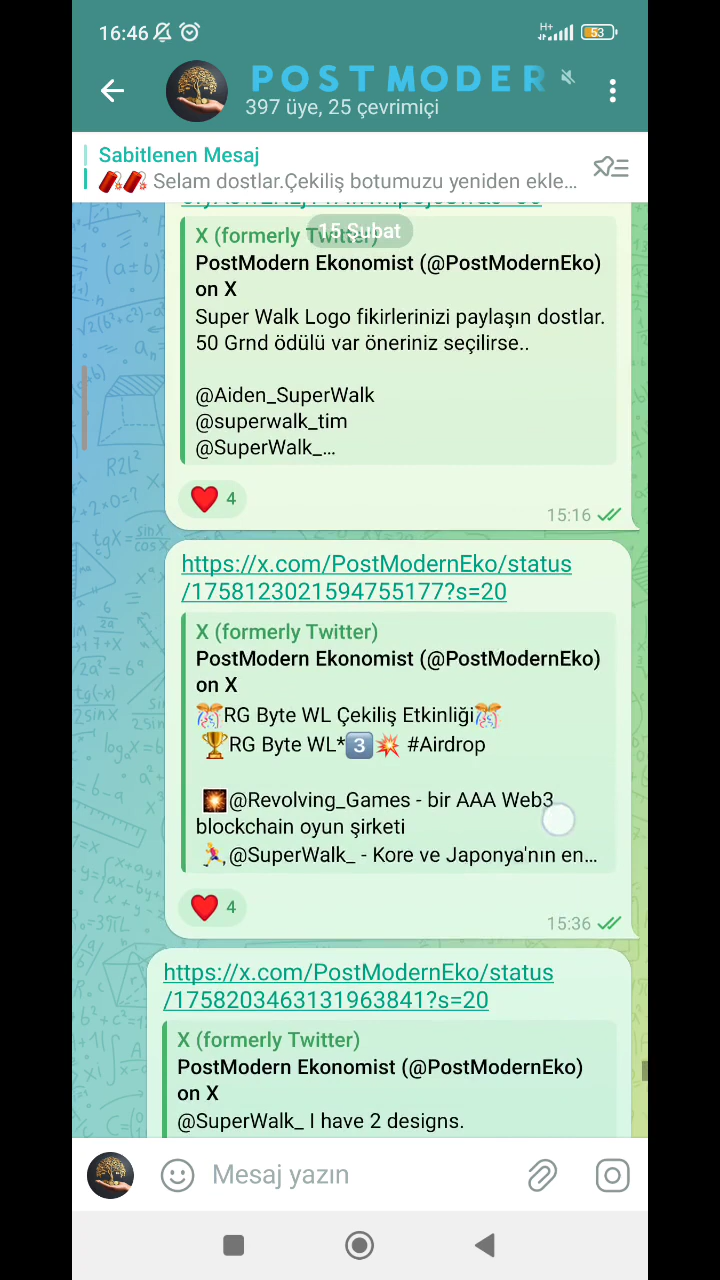 16:46
H+
53
POSTMODER
397 üye, 25 çevrimiçi
Sabitlenen Mesaj
Selam dostlar.Çekiliş botumuzu yeniden ekle...
15 Şubat
X (formerly Twitter)
PostModern Ekonomist (@PostModernEko)
on X
Super Walk Logo fikirlerinizi paylaşın dostlar.
50 Grnd ödülü var öneriniz seçilirse..
@Aiden_SuperWalk
@superwalk_tim
@SuperWalk_...
❤️ 4
15:16
https://x.com/PostModernEko/status
/1758123021594755177?s=20
X (formerly Twitter)
PostModern Ekonomist (@PostModernEko)
on X
🎊RG Byte WL Çekiliş Etkinliği🎊
🏆RG Byte WL*3️⃣💥 #Airdrop
🎇@Revolving_Games - bir AAA Web3
blockchain oyun şirketi
🏃‍♀️@SuperWalk_ - Kore ve Japonya'nın en...
❤️ 4
15:36
https://x.com/PostModernEko/status
/1758203463131963841?s=20
X (formerly Twitter)
PostModern Ekonomist (@PostModernEko)
on X
@SuperWalk_ I have 2 designs.
Mesaj yazın